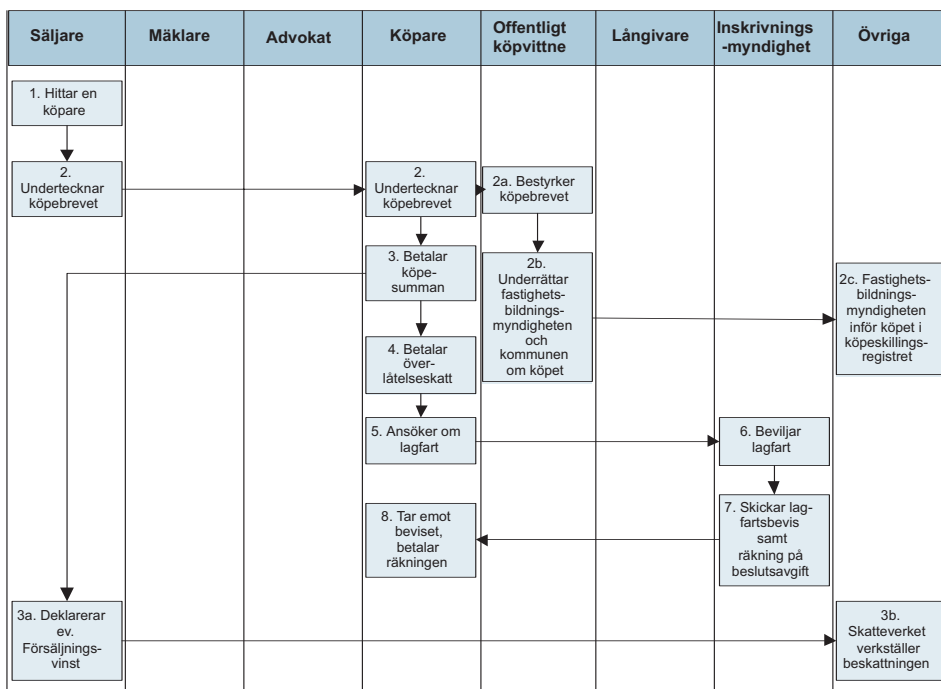 Säljare
Mäklare
Advokat
Köpare
Offentligt
köpvittne
Långivare
Inskrivnings
-myndighet
Övriga
1. Hittar en
köpare
2.
Undertecknar
köpebrevet
2.
Undertecknar
köpebrevet
2a. Bestyrker
köpebrevet
3. Betalar
köpe-
summan
2b.
Underrättar
fastighets-
bildnings-
myndigheten
och
kommunen
om köpet
2c. Fastighets-
bildnings-
myndigheten
inför köpet i
köpeskillings-
registret
4. Betalar
över-
låtelseskatt
5. Ansöker om
lagfart
6. Beviljar
lagfart
7. Skickar lag-
fartsbevis
samt
räkning på
beslutsavgift
8. Tar emot
beviset,
betalar
räkningen
3a. Deklarerar
ev.
Försäljnings-
vinst
3b.
Skatteverket
verkställer
beskattningen